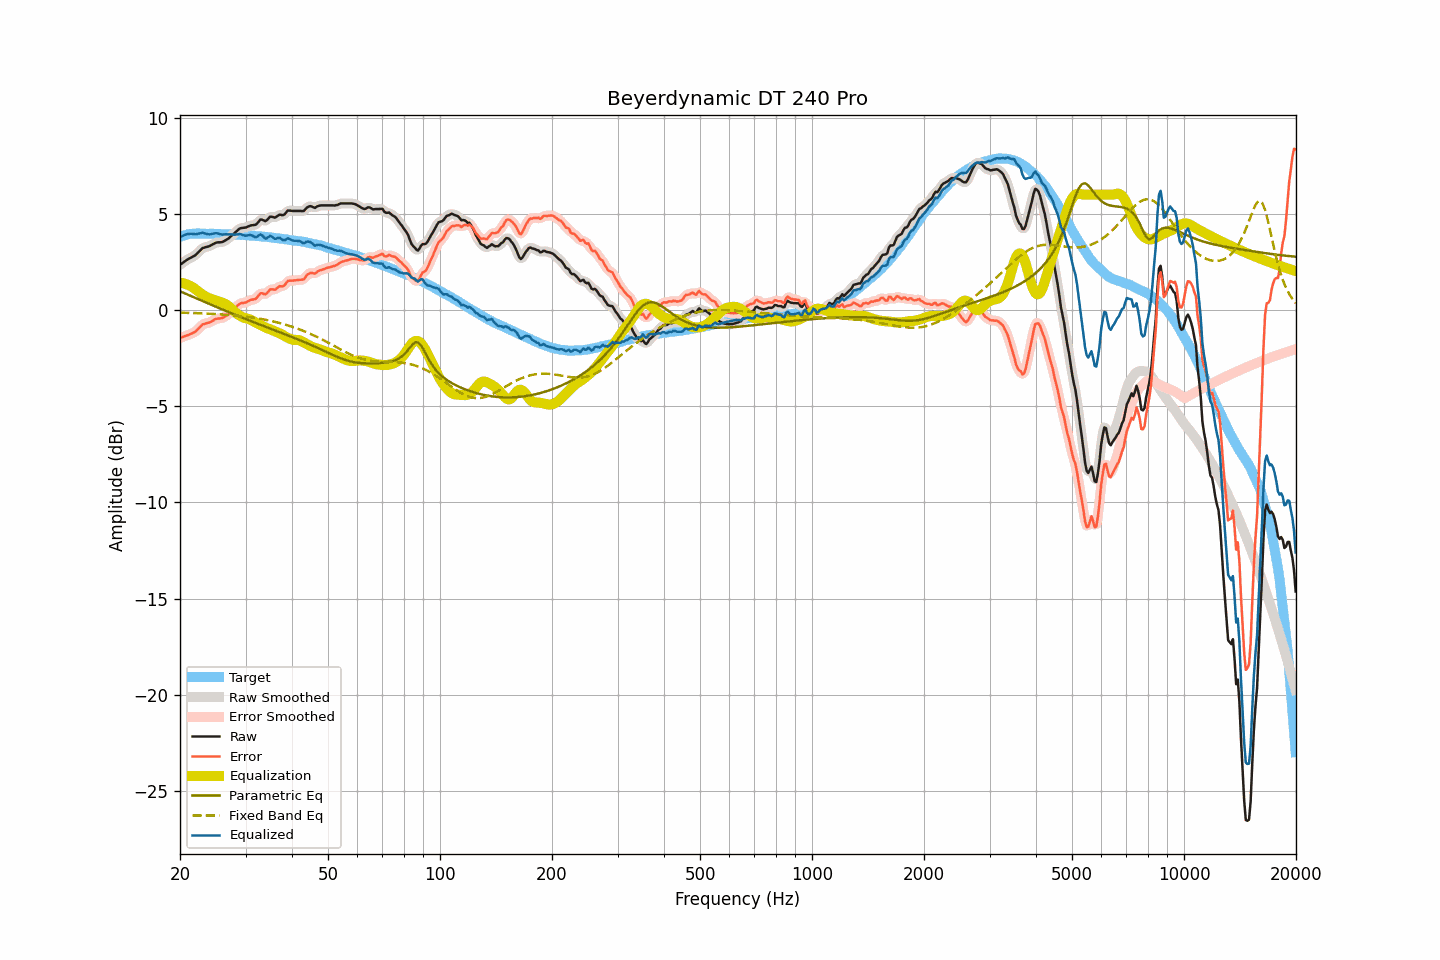 Beyerdynamic DT 240 Pro
10
5
0
−5
−10
−15
−20
−25
Amplitude (dBr)
Target
Raw Smoothed
Error Smoothed
Raw
Error
Equalization
Parametric Eq
Fixed Band Eq
Equalized
20 50 100 200 500 1000 2000 5000 10000 20000
Frequency (Hz)